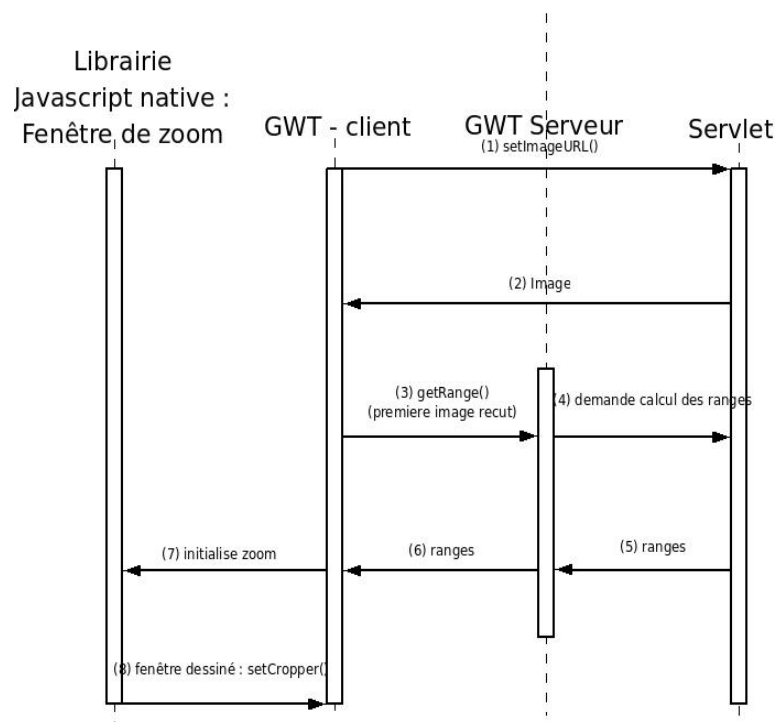 Librairie
Javascript native :
Fenêtre de zoom
GWT - client
GWT Serveur
Servlet
(1) setImageURL()
(2) Image
(3) getRange()
(premiere image recut)
(4) demande calcul des ranges
(5) ranges
(6) ranges
(7) initialise zoom
(8) fenêtre dessiné : setCropper()